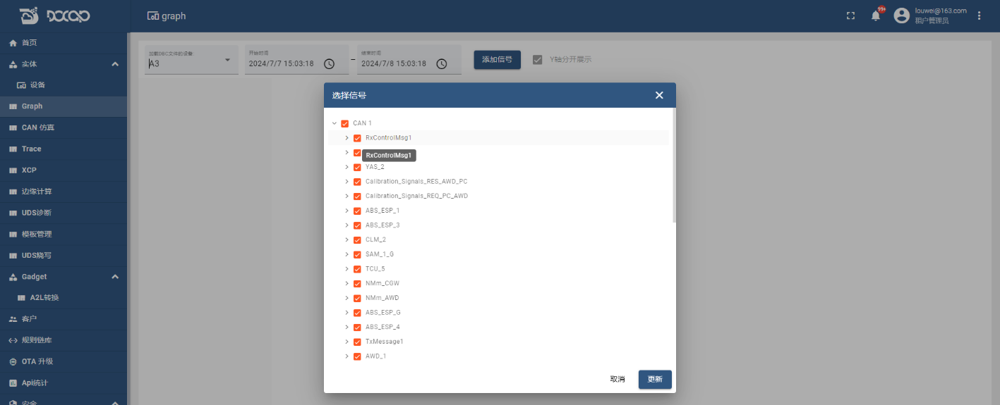 DOCAP
graph
99+
louwei@163.com
租户管理员
首页
实体
设备
Graph
CAN 仿真
Trace
XCP
边缘计算
UDS诊断
模板管理
UDS烧写
Gadget
A2L转换
客户
规则链库
OTA 升级
Api统计
安全
加载DBC文件的设备
A3
开始时间
2024/7/7 15:03:18
–
结束时间
2024/7/8 15:03:18
添加信号
Y轴分开展示
选择信号
CAN 1
RxControlMsg1
RxControlMsg1
YAS_2
Calibration_Signals_RES_AWD_PC
Calibration_Signals_REQ_PC_AWD
ABS_ESP_1
ABS_ESP_3
CLM_2
SAM_1_G
TCU_5
NMm_CGW
NMm_AWD
ABS_ESP_G
ABS_ESP_4
TxMessage1
AWD_1
取消
更新